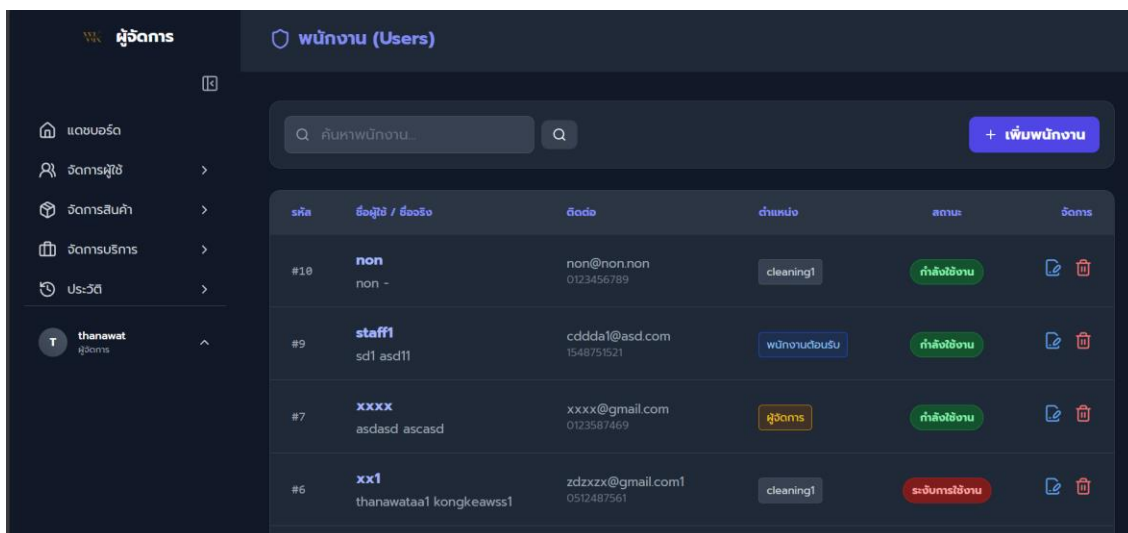 WK ผู้จัดการ
พนักงาน (Users)
แดชบอร์ด
จัดการผู้ใช้
จัดการสินค้า
จัดการบริการ
ประวัติ
T thanawat
ผู้จัดการ
ค้นหาพนักงาน...
+ เพิ่มพนักงาน
รหัส ชื่อผู้ใช้ / ชื่อจริง ติดต่อ ตำแหน่ง สถานะ จัดการ
#10 non non@non.non cleaning1 กำลังใช้งาน
non - 0123456789
#9 staff1 cddda1@asd.com พนักงานต้อนรับ กำลังใช้งาน
sd1 asd11 1548751521
#7 xxxx xxxx@gmail.com ผู้จัดการ กำลังใช้งาน
asdasd ascasd 0123587469
#6 xx1 zdzxzx@gmail.com1 cleaning1 ระงับการใช้งาน
thanawataa1 kongkeawss1 0512487561